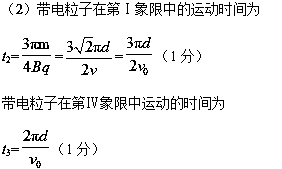 （2）带电粒子在第Ⅰ象限中的运动时间为
t₂=3πm/4Bq=3√2πd/2v=3πd/2v₀（1分）
带电粒子在第Ⅳ象限中运动的时间为
t₃=2πd/v₀（1分）